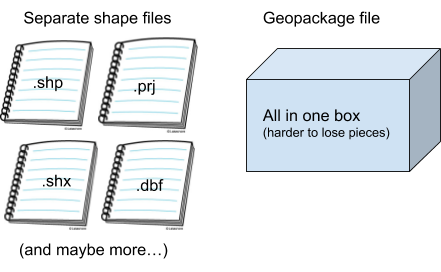 Separate shape files
Geopackage file
.shp
.prj
.shx
.dbf
(and maybe more…)
All in one box
(harder to lose pieces)